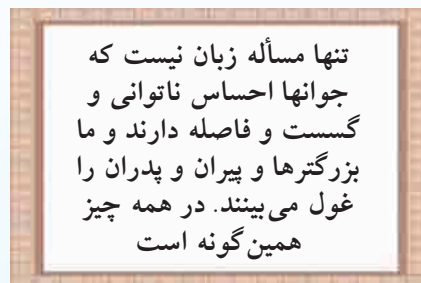 تنها مسأله زبان نیست که
جوانها احساس ناتوانی و
گسست و فاصله دارند و ما
بزرگترها و پیران و پدران را
غول می‌بینند. در همه چیز
همین‌گونه است